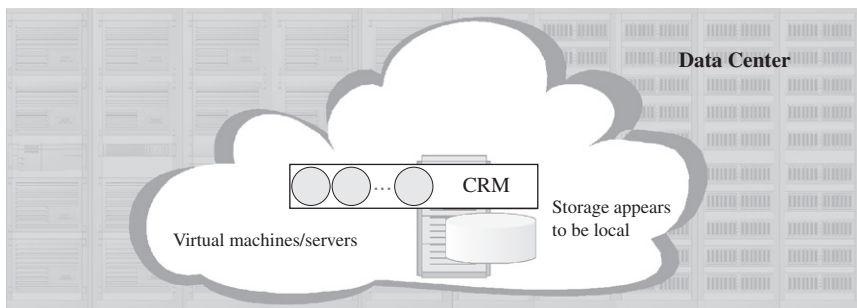 Data Center
... CRM
Virtual machines/servers
Storage appears
to be local